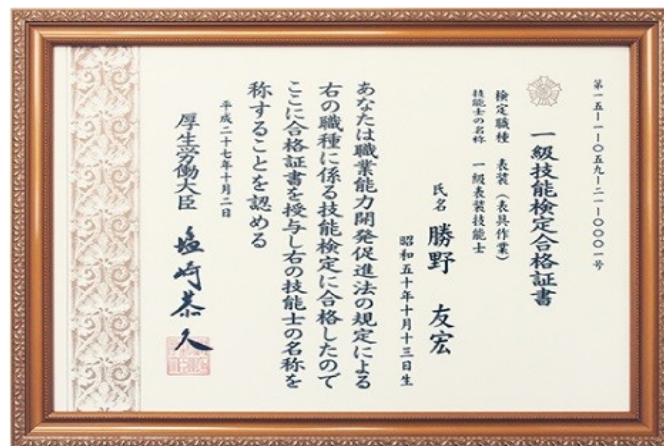 第一五-一-〇五九-二一-〇〇〇一号
一級技能検定合格証書
検定職種 表装(表具作業)
技能士の名称 一級表装技能士
氏名 勝野 友宏
昭和五十年十月十三日生
あなたは職業能力開発促進法の規定による
右の職種に係る技能検定に合格したので
ここに合格証書を授与し右の技能士の名称を
称することを認める
平成二十七年十月二日
厚生労働大臣 塩崎恭久